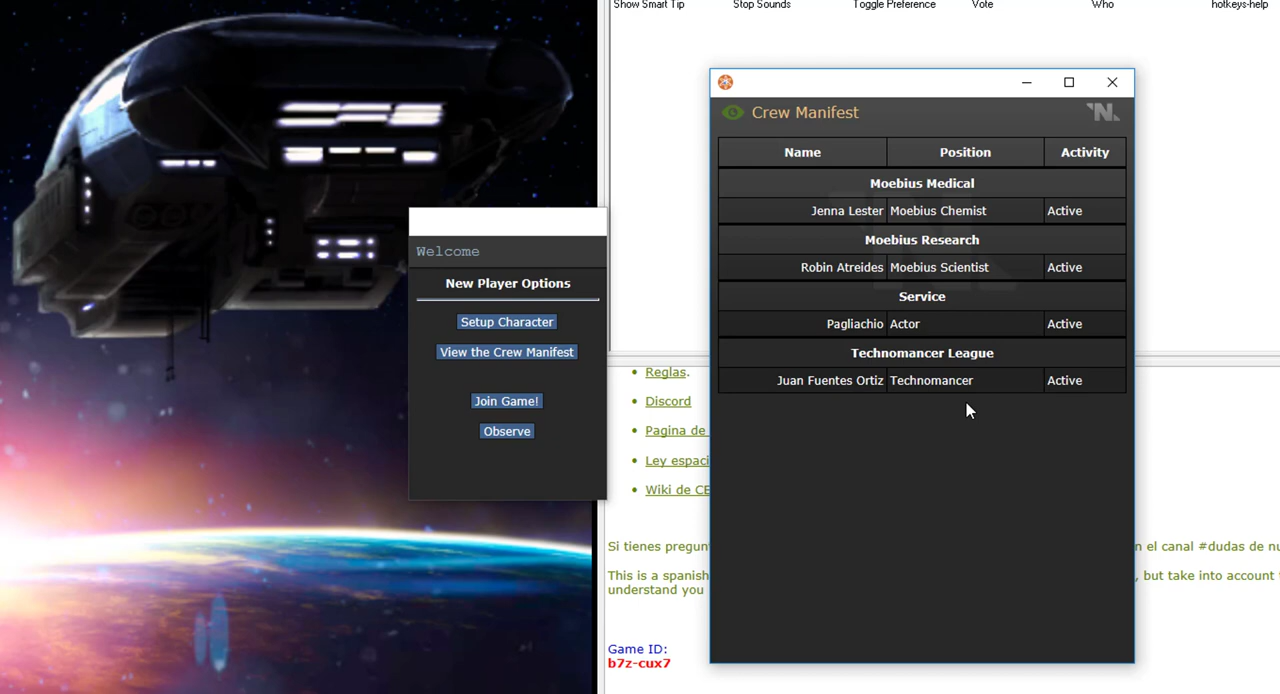 Show Smart Tip Stop Sounds Toggle Preference Vote Who hotkeys-help
Crew Manifest
Name Position Activity
Moebius Medical
Jenna Lester Moebius Chemist Active
Moebius Research
Robin Atreides Moebius Scientist Active
Service
Pagliachio Actor Active
Technomancer League
Juan Fuentes Ortiz Technomancer Active
Welcome
New Player Options
Setup Character
View the Crew Manifest
Join Game!
Observe
Reglas.
Discord
Pagina de
Ley espaci
Wiki de CE
Si tienes pregun n el canal #dudas de nu
This is a spanish , but take into account
understand you
Game ID:
b7z-cux7